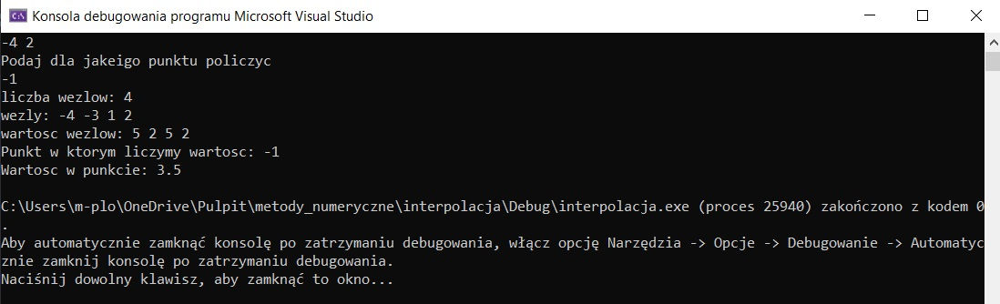 Konsola debugowania programu Microsoft Visual Studio
-4 2
Podaj dla jakeigo punktu policzyc
-1
liczba wezlow: 4
wezly: -4 -3 1 2
wartosc wezlow: 5 2 5 2
Punkt w ktorym liczymy wartosc: -1
Wartosc w punkcie: 3.5
C:\Users\m-plo\OneDrive\Pulpit\metody_numeryczne\interpolacja\Debug\interpolacja.exe (proces 25940) zakończono z kodem 0
.
Aby automatycznie zamknąć konsolę po zatrzymaniu debugowania, włącz opcję Narzędzia -> Opcje -> Debugowanie -> Automatyc
znie zamknij konsolę po zatrzymaniu debugowania.
Naciśnij dowolny klawisz, aby zamknąć to okno...